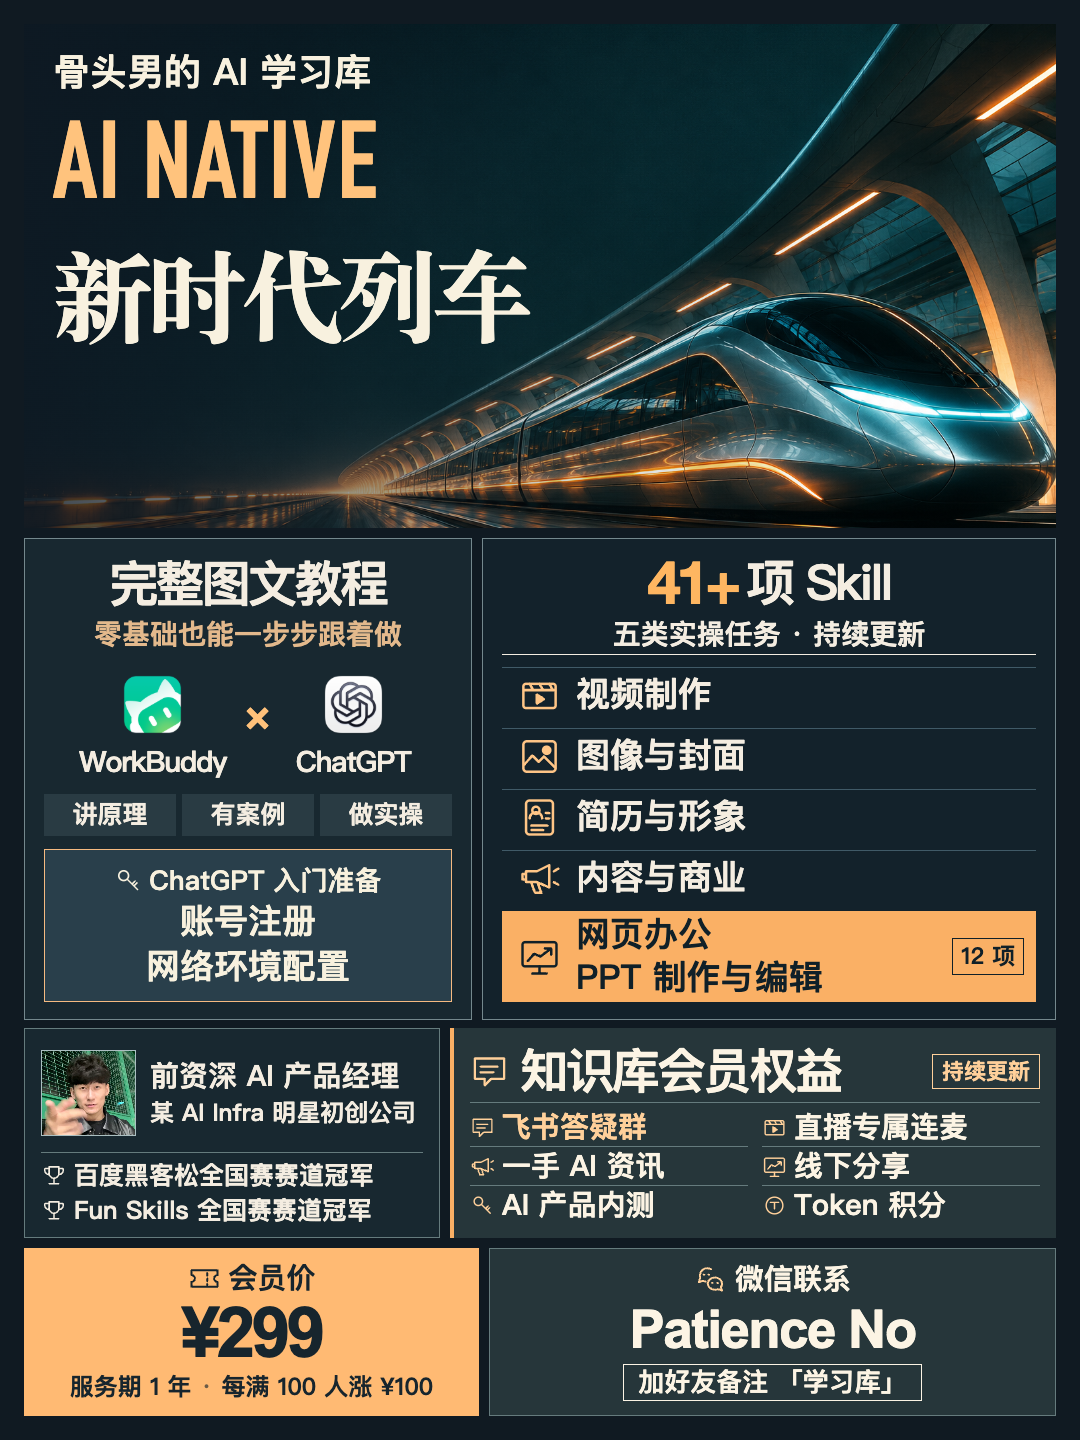 骨头男的 AI 学习库
AI NATIVE
新时代列车
完整图文教程
零基础也能一步步跟着做
WorkBuddy
×
ChatGPT
讲原理
有案例
做实操
ChatGPT 入门准备
账号注册
网络环境配置
41+项 Skill
五类实操任务 · 持续更新
视频制作
图像与封面
简历与形象
内容与商业
网页办公
PPT 制作与编辑
12 项
前资深 AI 产品经理
某 AI Infra 明星初创公司
百度黑客松全国赛赛道冠军
Fun Skills 全国赛赛道冠军
知识库会员权益
持续更新
飞书答疑群
直播专属连麦
一手 AI 资讯
线下分享
AI 产品内测
Token 积分
会员价
¥299
服务期 1 年 · 每满 100 人涨 ¥100
微信联系
Patience No
加好友备注 「学习库」